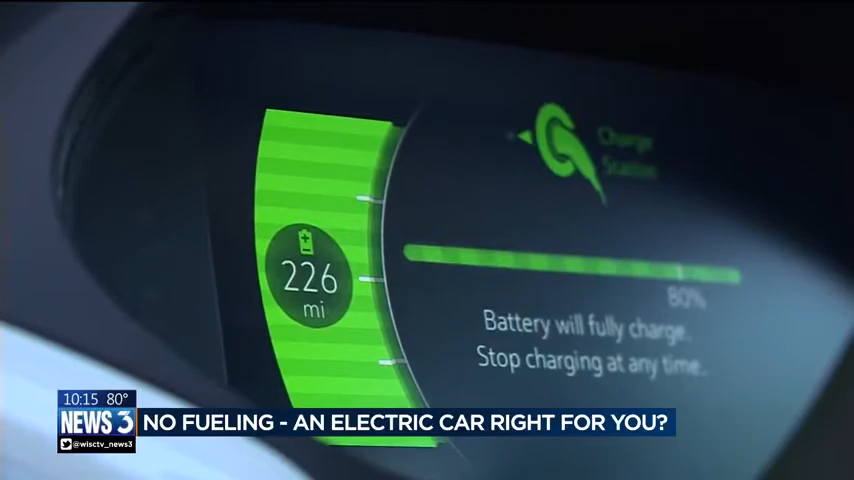 Charge
Station
226
mi
80%
Battery will fully charge.
Stop charging at any time.
10:15 80°
NEWS 3
@wisctv_news3
NO FUELING - AN ELECTRIC CAR RIGHT FOR YOU?